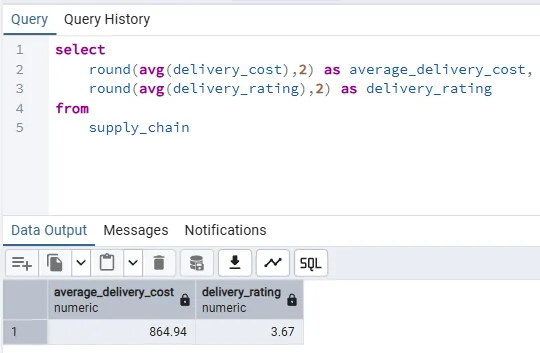 Query Query History
1 select
2 round(avg(delivery_cost),2) as average_delivery_cost,
3 round(avg(delivery_rating),2) as delivery_rating
4 from
5 supply_chain
Data Output Messages Notifications
SQL
average_delivery_cost delivery_rating
numeric numeric
1 864.94 3.67